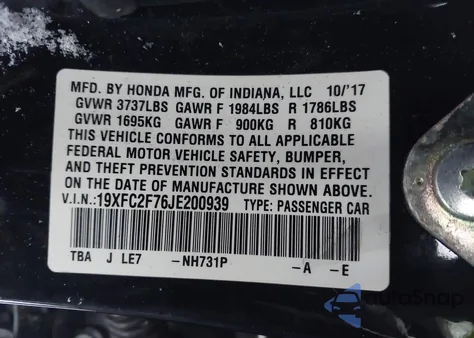 MFD. BY HONDA MFG. OF INDIANA, LLC 10/'17
GVWR 3737LBS GAWR F 1984LBS R 1786LBS
GVWR 1695KG GAWR F 900KG R 810KG
THIS VEHICLE CONFORMS TO ALL APPLICABLE
FEDERAL MOTOR VEHICLE SAFETY, BUMPER,
AND THEFT PREVENTION STANDARDS IN EFFECT
ON THE DATE OF MANUFACTURE SHOWN ABOVE.
V.I.N.:19XFC2F76JE200939 TYPE: PASSENGER CAR
TBA J LE7 -NH731P -A -E
AutoSnap